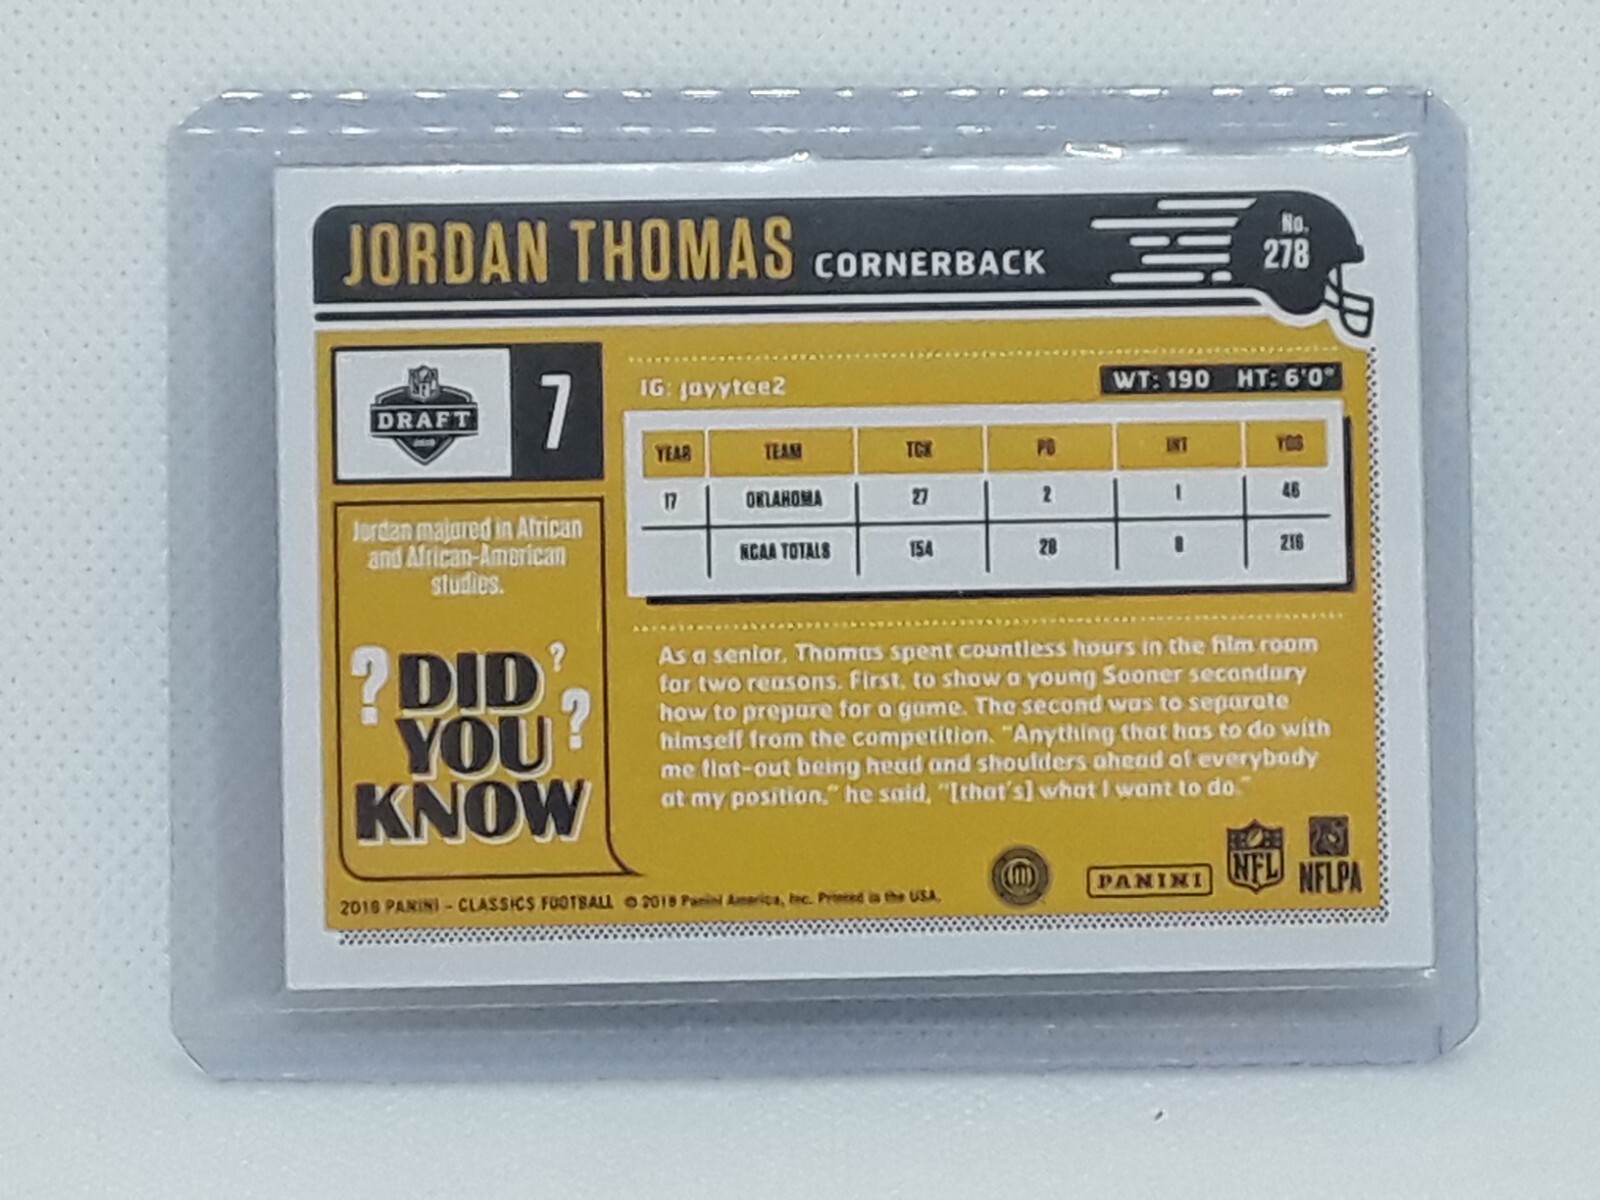 JORDAN THOMAS CORNERBACK
No.
278
NFL
DRAFT
2018
7
IG: jayytee2
WT: 190 HT: 6'0"
YEAR TEAM TCK PD INT YDS
17 OKLAHOMA 27 2 1 46
NCAA TOTALS 154 28 8 216
Jordan majored in African
and African-American
studies.
? DID ?
YOU ?
KNOW
As a senior, Thomas spent countless hours in the film room
for two reasons. First, to show a young Sooner secondary
how to prepare for a game. The second was to separate
himself from the competition. "Anything that has to do with
me flat-out being head and shoulders ahead of everybody
at my position," he said, "[that's] what I want to do."
PANINI
NFL
NFLPA
2018 PANINI - CLASSICS FOOTBALL © 2018 Panini America, Inc. Printed in the USA.